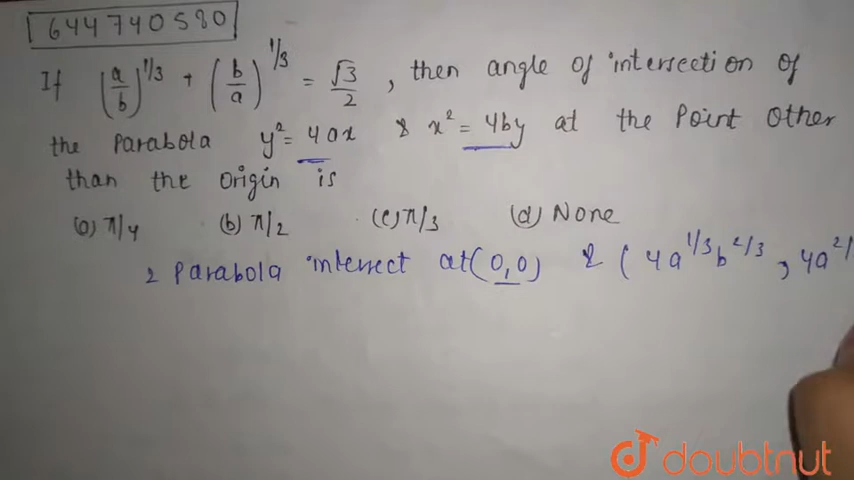 644740580
If (a/b)^1/3 + (b/a)^1/3 = √3/2 , then angle of intersection of
the Parabola y² = 4ax & x² = 4by at the Point Other
than the origin is
(a) π/4 (b) π/2 (c) π/3 (d) None
2 Parabola intersect at (0,0) & (4a^1/3 b^2/3 , 4a^2/
doubtnut